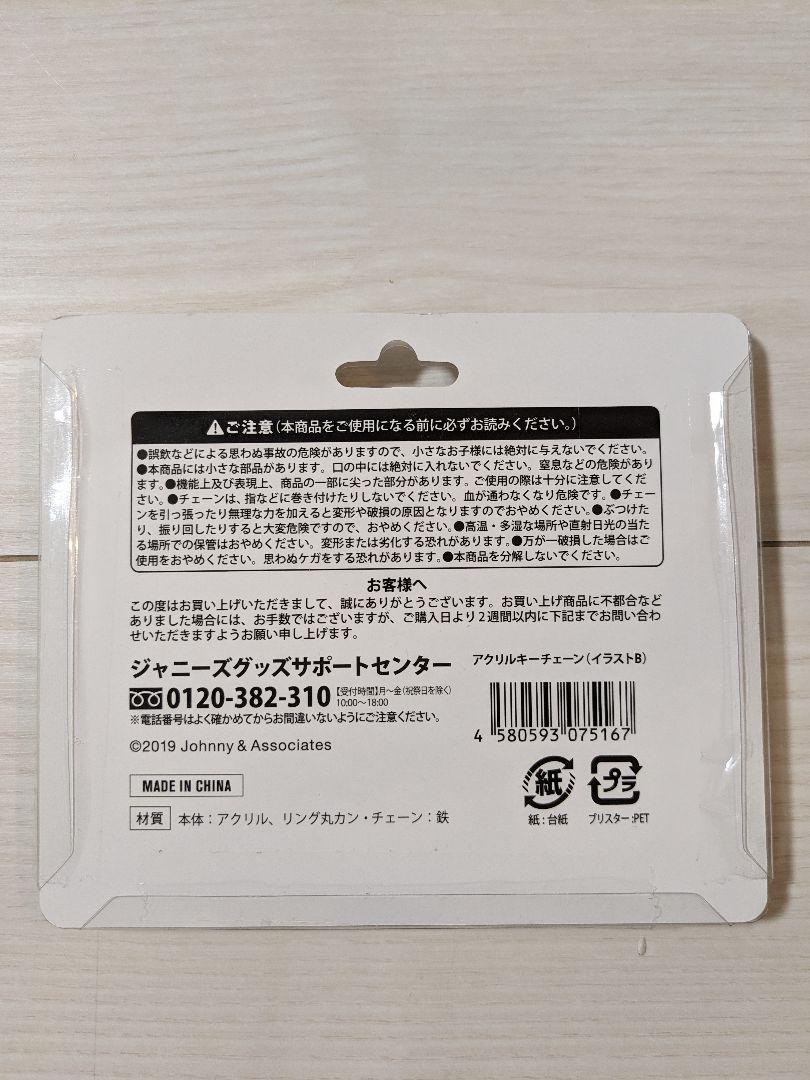 ⚠ご注意(本商品をご使用になる前に必ずお読みください。)
●誤飲などによる思わぬ事故の危険がありますので、小さなお子様には絶対に与えないでください。
●本商品には小さな部品があります。口の中には絶対に入れないでください。窒息などの危険があり
ます。●機能上及び表現上、商品の一部に尖った部分があります。ご使用の際は十分に注意してくだ
さい。●チェーンは、指などに巻き付けたりしないでください。血が通わなくなり危険です。●チェー
ンを引っ張ったり無理な力を加えると変形や破損の原因となりますのでおやめください。●ぶつけた
り、振り回したりすると大変危険ですので、おやめください。●高温・多湿な場所や直射日光の当た
る場所での保管はおやめください。変形または劣化する恐れがあります。●万が一破損した場合はご
使用をおやめください。思わぬケガをする恐れがあります。●本商品を分解しないでください。
お客様へ
この度はお買い上げいただきまして、誠にありがとうございます。お買い上げ商品に不都合など
ありました場合には、お手数ではございますが、ご購入日より2週間以内に下記までお問い合わ
せいただきますようお願い申し上げます。
ジャニーズグッズサポートセンター
0120-382-310【受付時間】月～金(祝祭日を除く)
10:00～18:00
※電話番号はよく確かめてからお間違いないようにご注意ください。
©2019 Johnny & Associates
MADE IN CHINA
材質 本体：アクリル、リング丸カン・チェーン：鉄
アクリルキーチェーン(イラストB)
4 580593 075167
紙 プラ
紙：台紙 ブリスター：PET